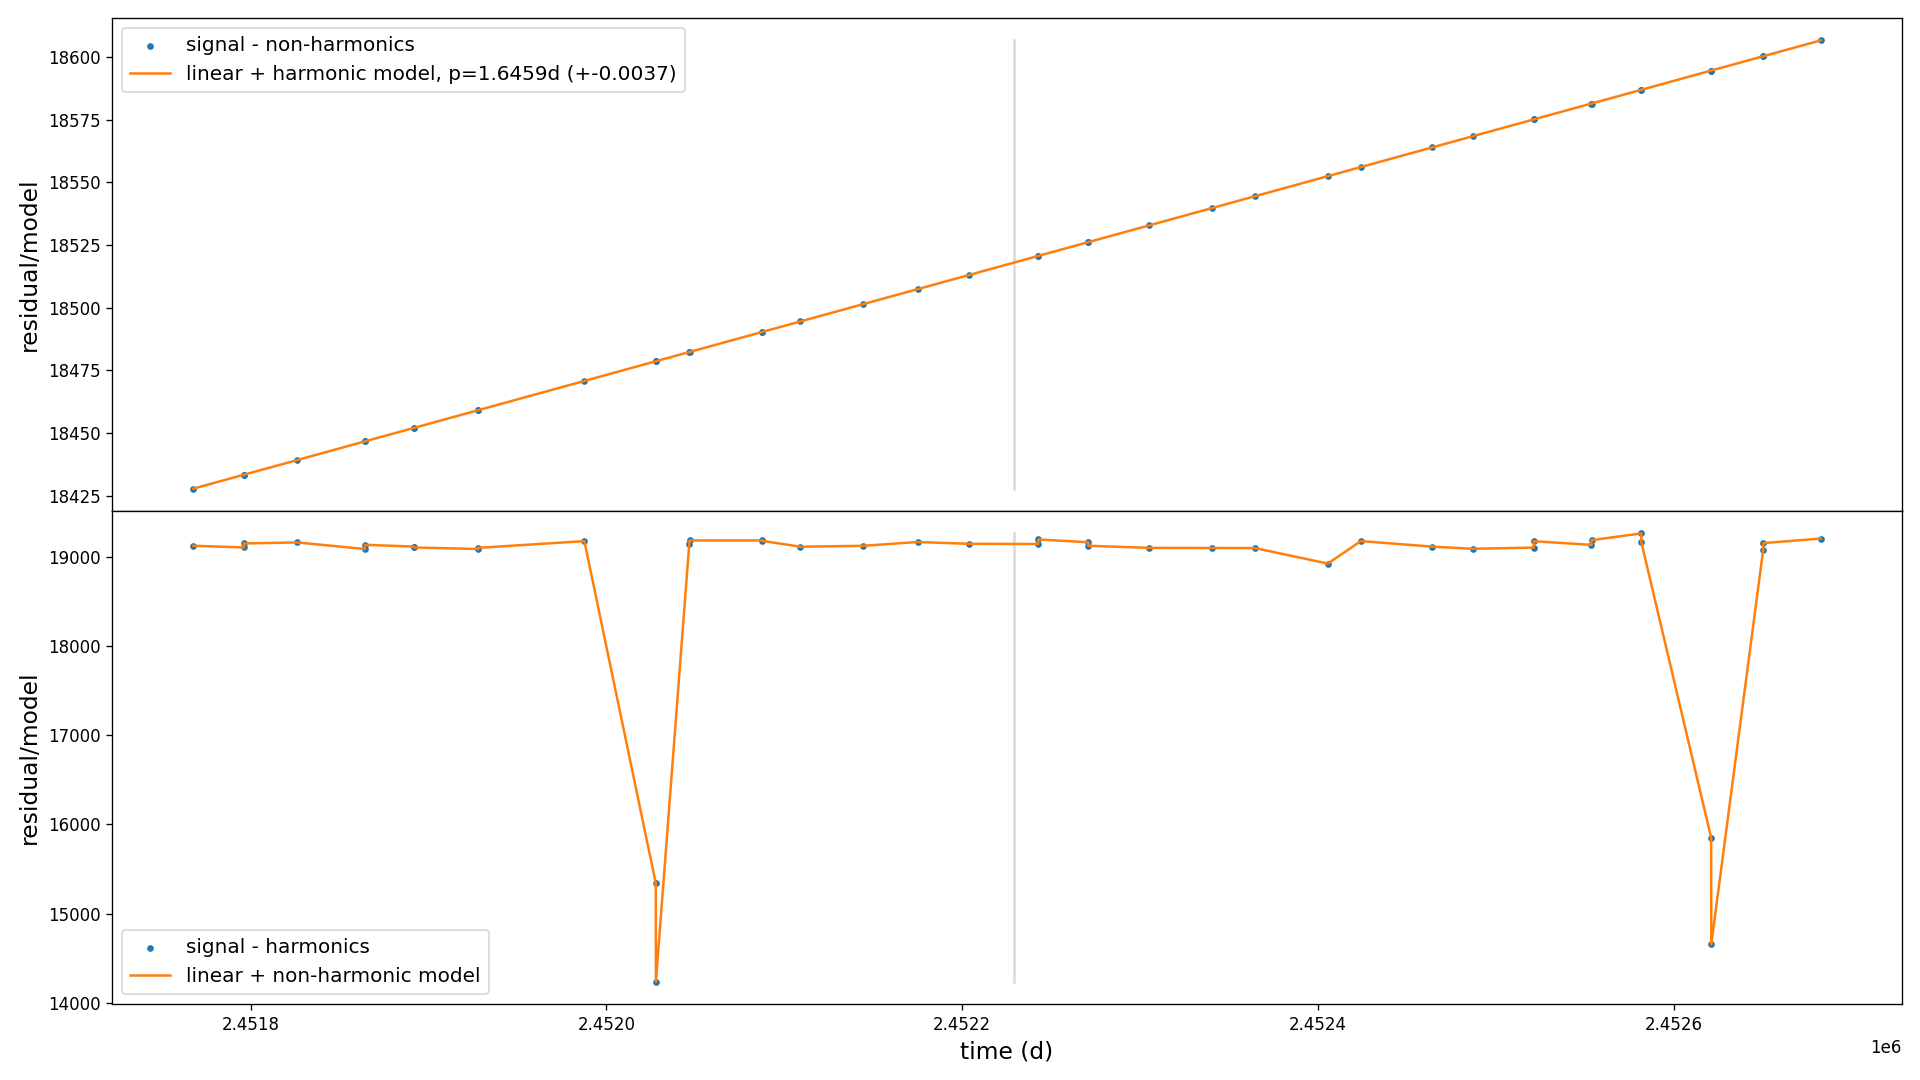 signal - non-harmonics
linear + harmonic model, p=1.6459d (+-0.0037)
18600
18575
18550
18525
18500
18475
18450
18425
residual/model
19000
18000
17000
16000
15000
14000
residual/model
signal - harmonics
linear + non-harmonic model
2.4518
2.4520
2.4522
2.4524
2.4526
1e6
time (d)